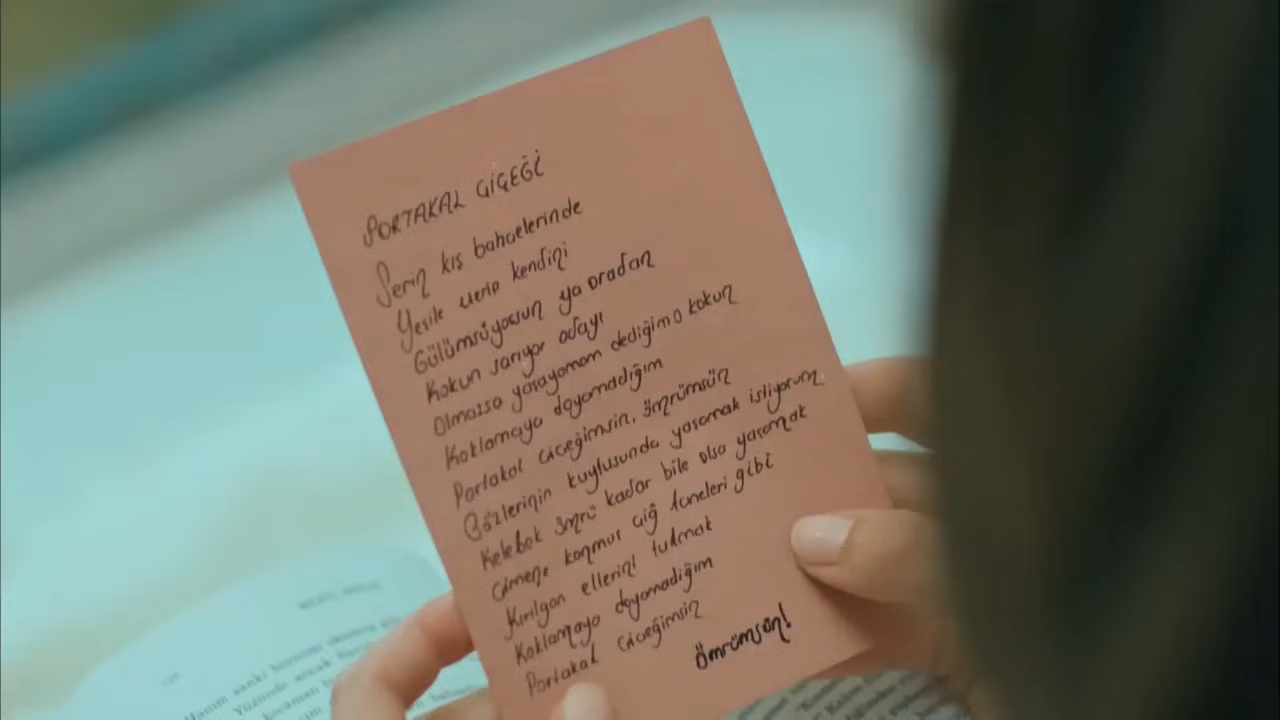 PORTAKAL ÇİÇEĞİ
Serin kış bahçelerinde
Yeşile verip kendini
Gülümsüyorsun ya oradan
Kokun sarıyor odayı
Olmazsa yaşayamam dediğim o kokun
Koklamaya doyamadığım
Portakal çiçeğimsin, ömrümsün
Gözlerinin kuytusunda yaşamak istiyorum
Kelebek ömrü kadar bile olsa yaşamak
Çimene konmuş çiğ taneleri gibi
Kırılgan ellerini tutmak
Koklamaya doyamadığım
Portakal çiçeğimsin
Ömrümsün!